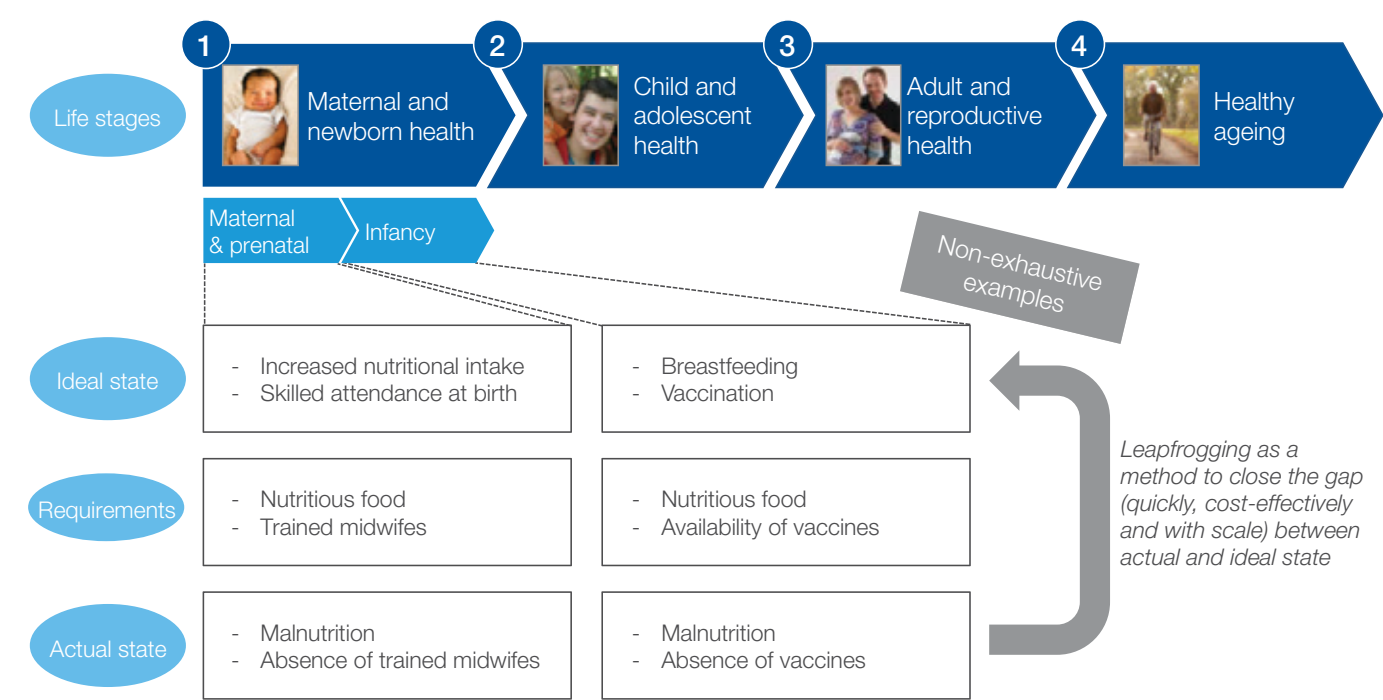 1
2
3
4
Life stages
Maternal and
newborn health
Child and
adolescent
health
Adult and
reproductive
health
Healthy
ageing
Maternal
& prenatal
Infancy
Non-exhaustive
examples
Ideal state
- Increased nutritional intake
- Skilled attendance at birth
- Breastfeeding
- Vaccination
Requirements
- Nutritious food
- Trained midwifes
- Nutritious food
- Availability of vaccines
Leapfrogging as a
method to close the gap
(quickly, cost-effectively
and with scale) between
actual and ideal state
Actual state
- Malnutrition
- Absence of trained midwifes
- Malnutrition
- Absence of vaccines